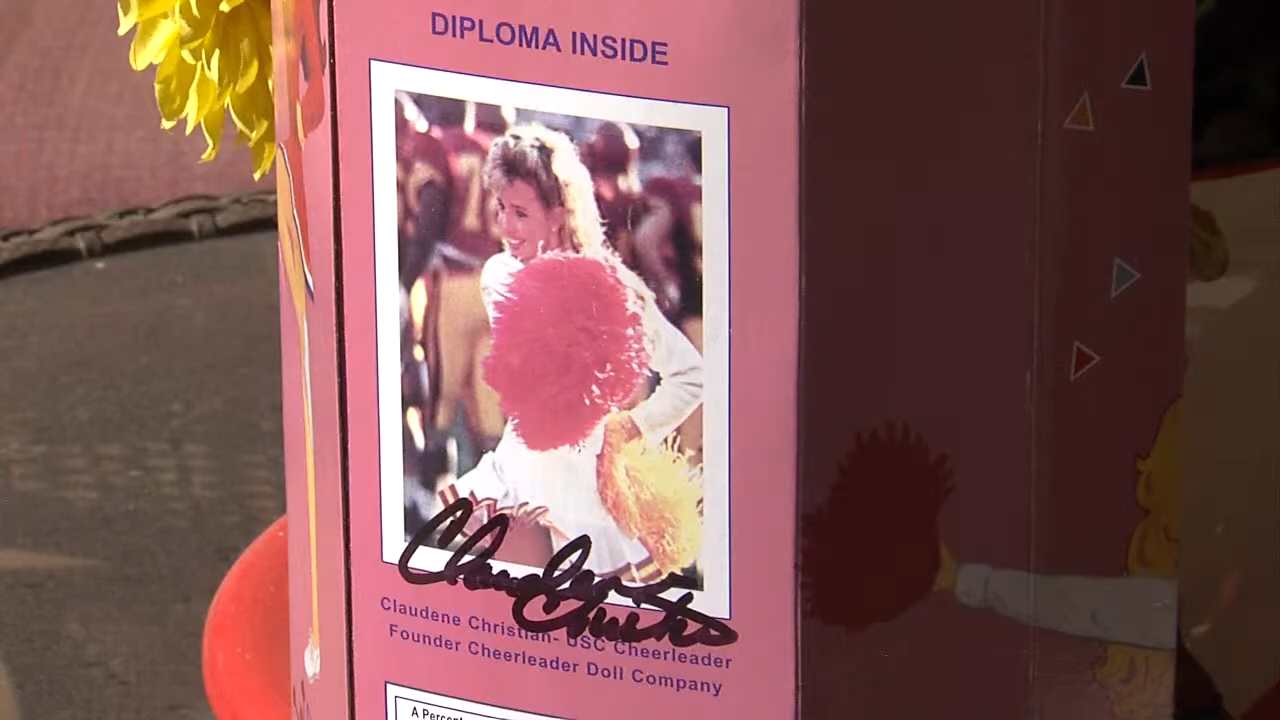 DIPLOMA INSIDE
Claudene Christian
Claudene Christian- USC Cheerleader
Founder Cheerleader Doll Company
A Percent